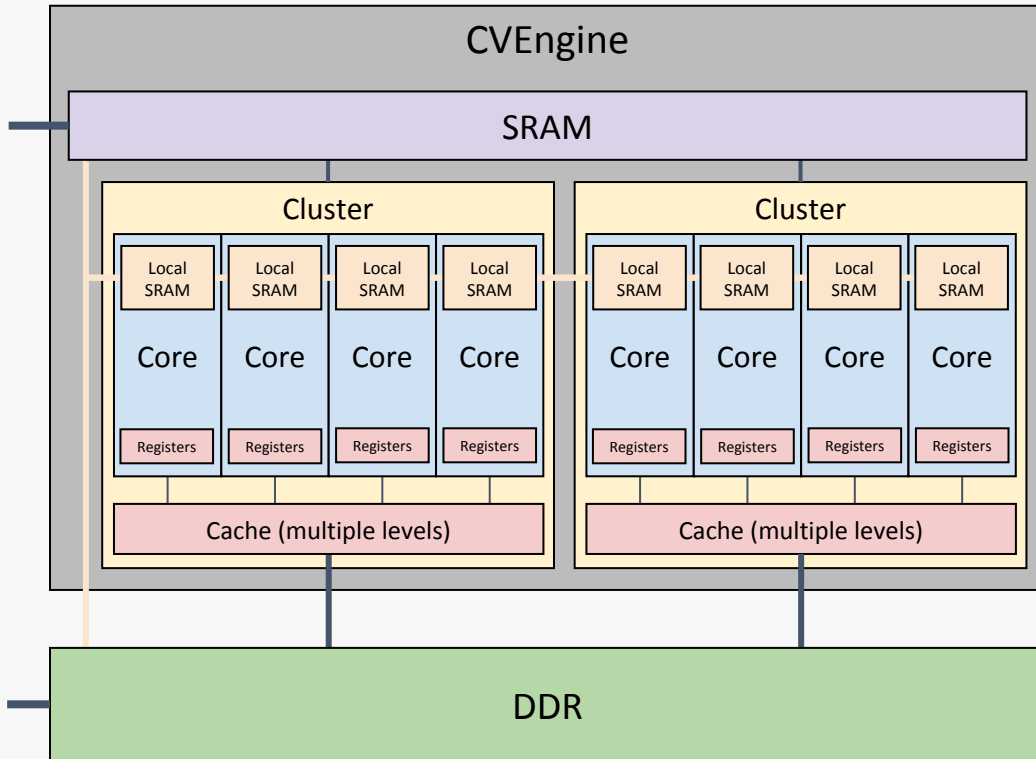 CVEngine
SRAM
Cluster
Cluster
Local
SRAM
Local
SRAM
Local
SRAM
Local
SRAM
Local
SRAM
Local
SRAM
Local
SRAM
Local
SRAM
Core
Core
Core
Core
Core
Core
Core
Core
Registers
Registers
Registers
Registers
Registers
Registers
Registers
Registers
Cache (multiple levels)
Cache (multiple levels)
DDR